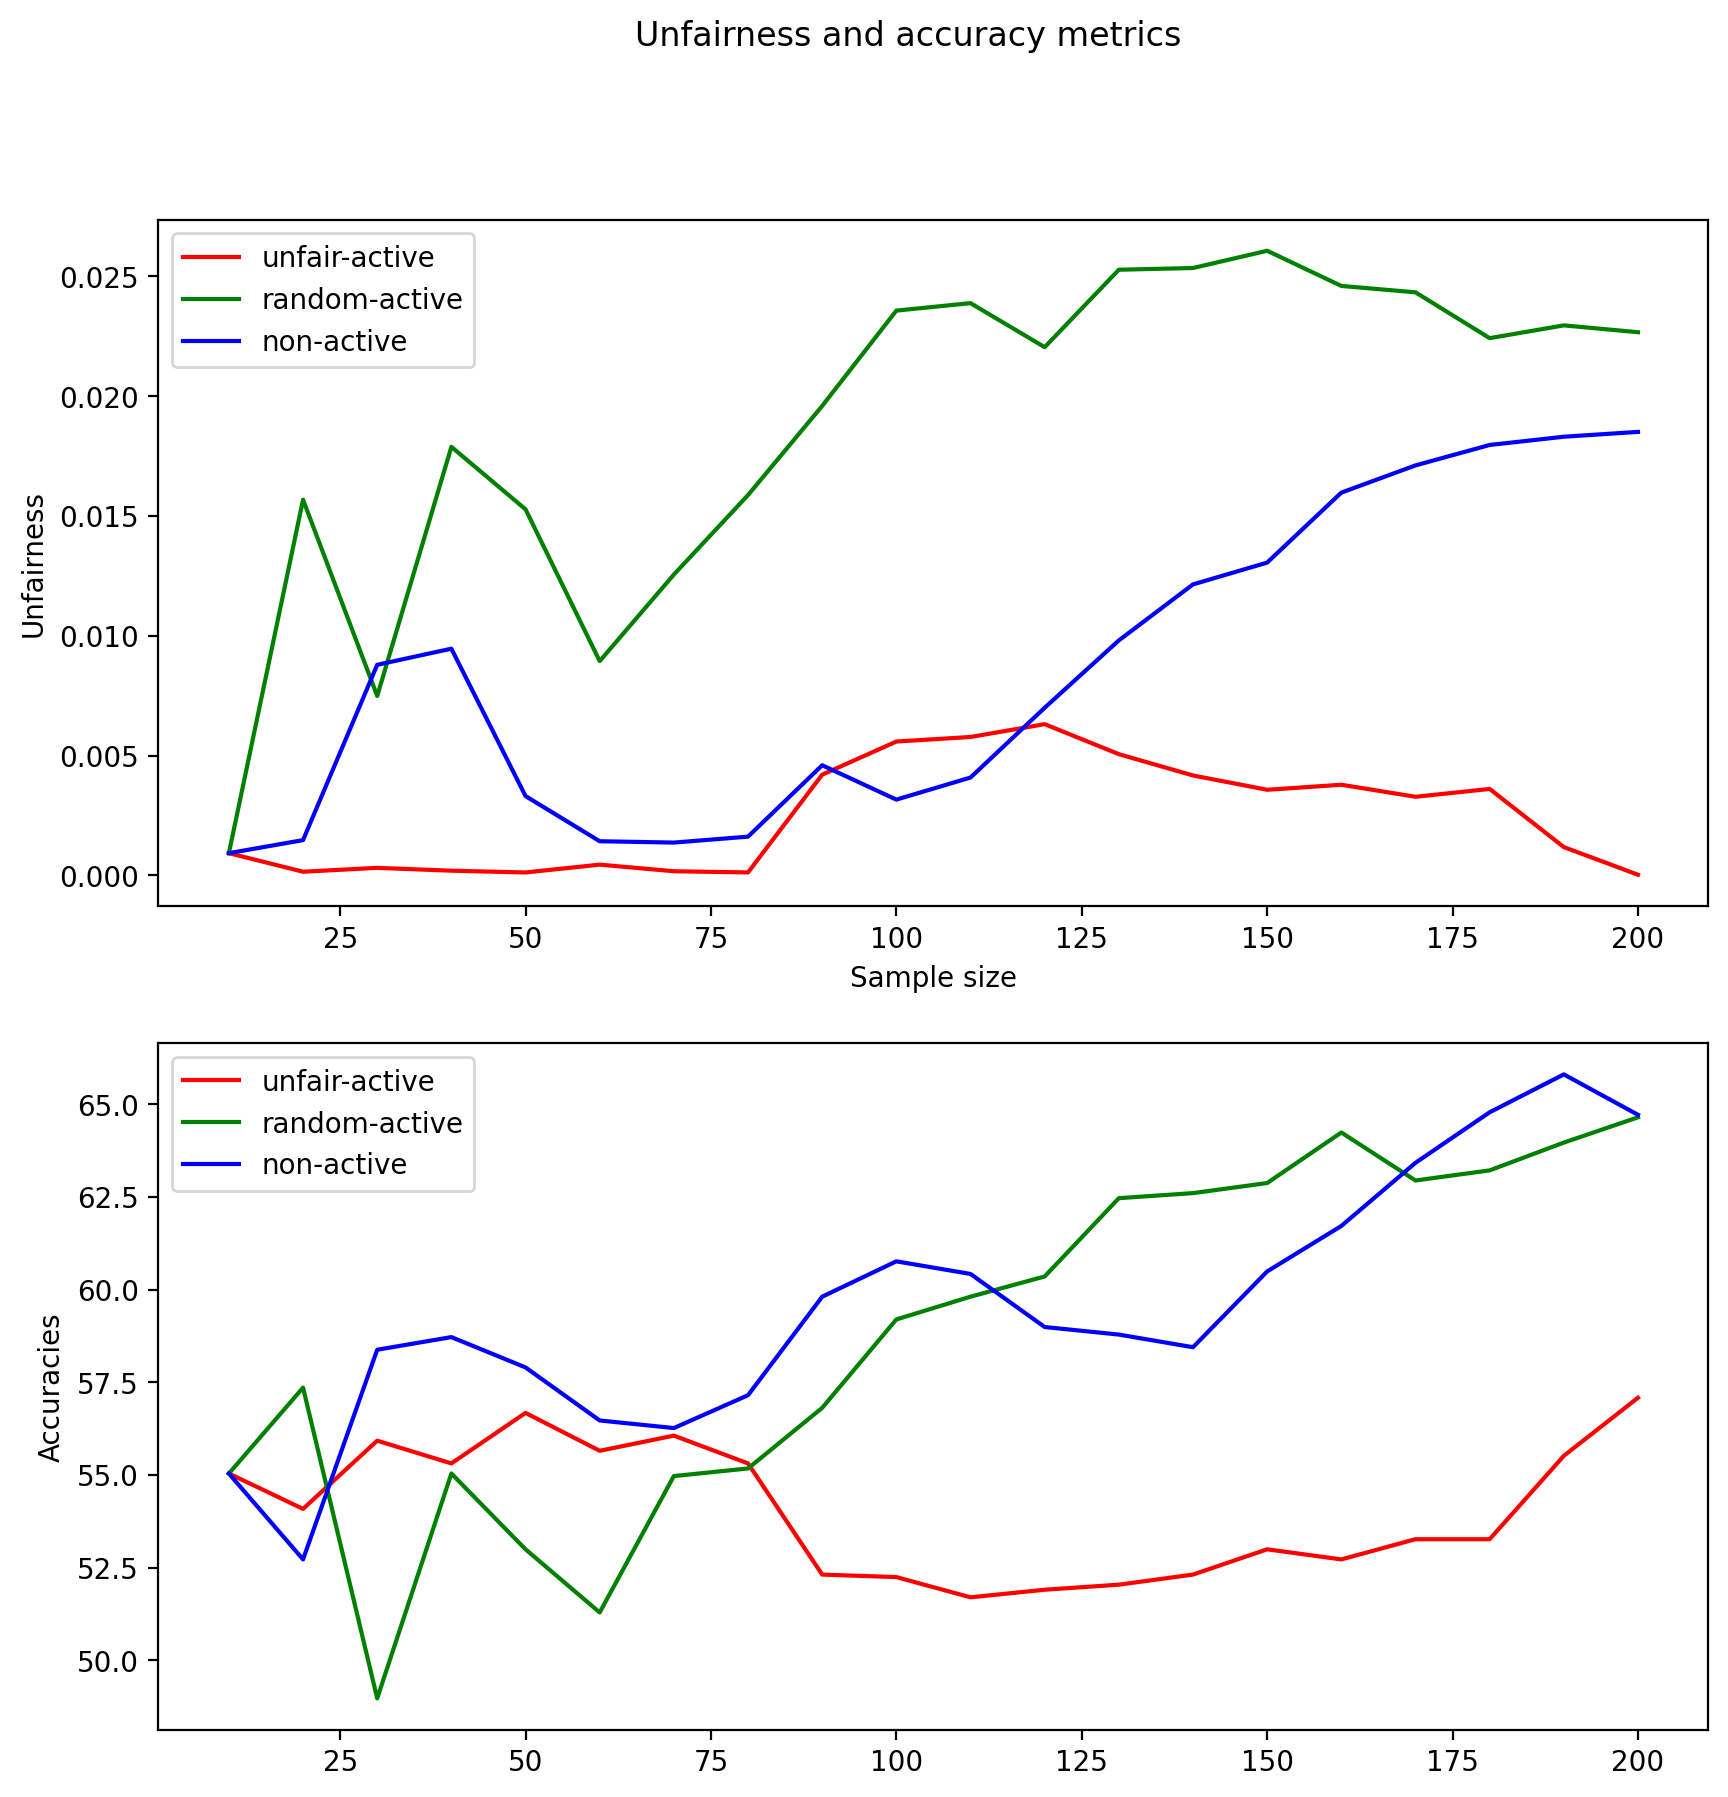 Unfairness and accuracy metrics
unfair-active
random-active
non-active
0.025
0.020
0.015
0.010
0.005
0.000
Unfairness
25 50 75 100 125 150 175 200
Sample size
unfair-active
random-active
non-active
65.0
62.5
60.0
57.5
55.0
52.5
50.0
Accuracies
25 50 75 100 125 150 175 200